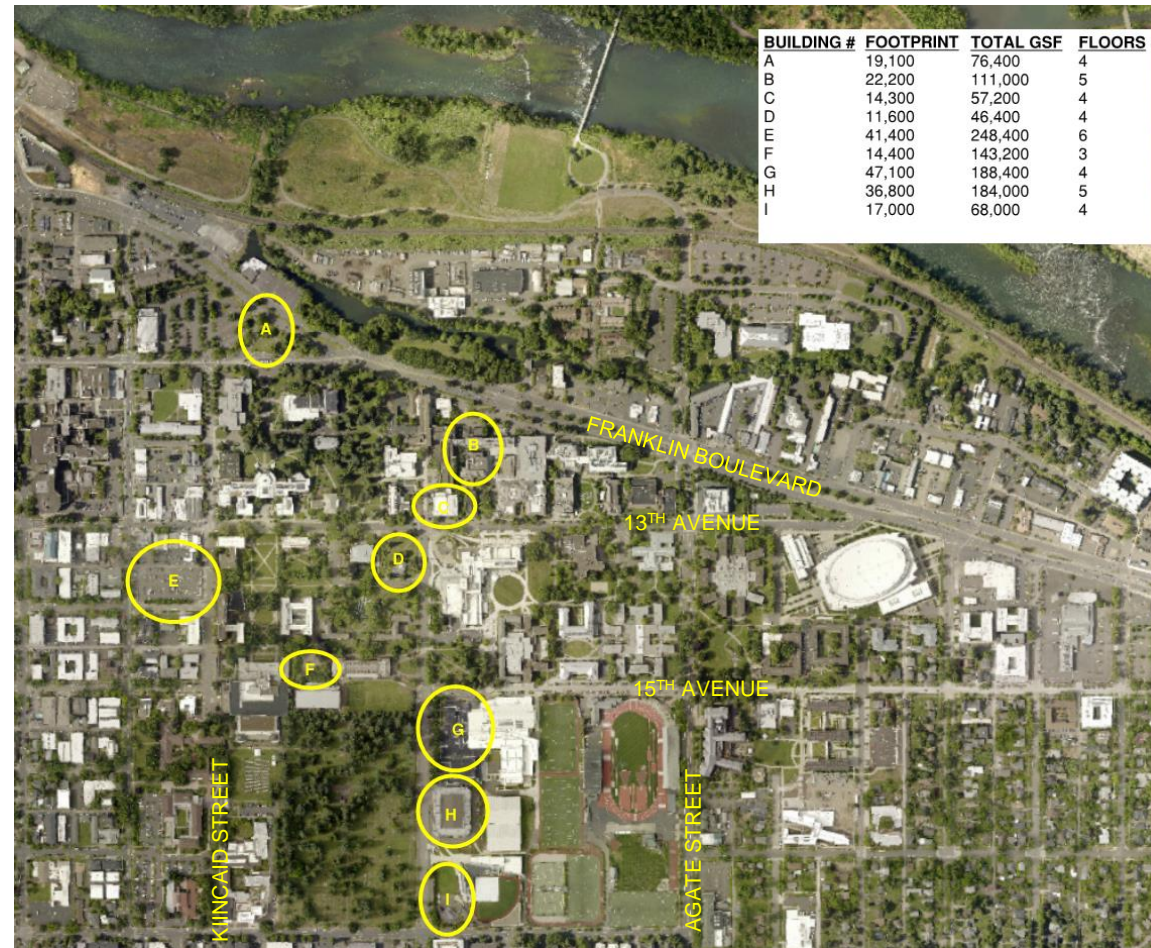 BUILDING # FOOTPRINT TOTAL GSF FLOORS
A 19,100 76,400 4
B 22,200 111,000 5
C 14,300 57,200 4
D 11,600 46,400 4
E 41,400 248,400 6
F 14,400 143,200 3
G 47,100 188,400 4
H 36,800 184,000 5
I 17,000 68,000 4
A
B
FRANKLIN BOULEVARD
C
13TH AVENUE
D
E
F
15TH AVENUE
G
H
KIINCAID STREET
AGATE STREET
I